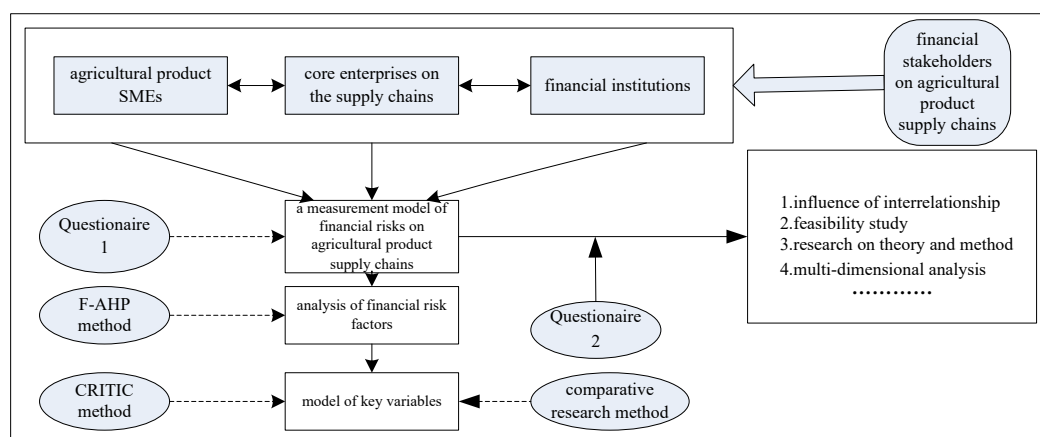 agricultural product
SMEs
core enterprises on
the supply chains
financial institutions
financial
stakeholders
on agricultural
product
supply chains
Questionaire
1
a measurement model of
financial risks on
agricultural product
supply chains
1.influence of interrelationship
2.feasibility study
3.research on theory and method
4.multi-dimensional analysis
............
F-AHP
method
analysis of financial risk
factors
Questionaire
2
CRITIC
method
model of key variables
comparative
research method